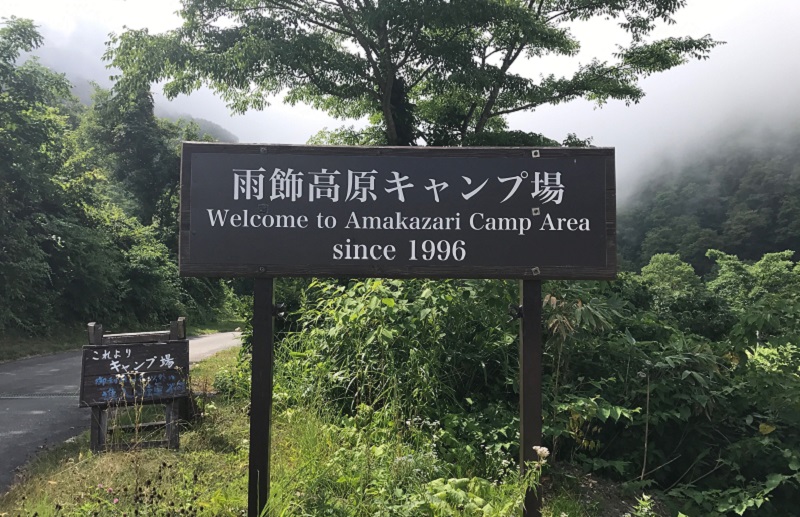 雨飾高原キャンプ場
Welcome to Amakazari Camp Area
since 1996
これより
キャンプ場